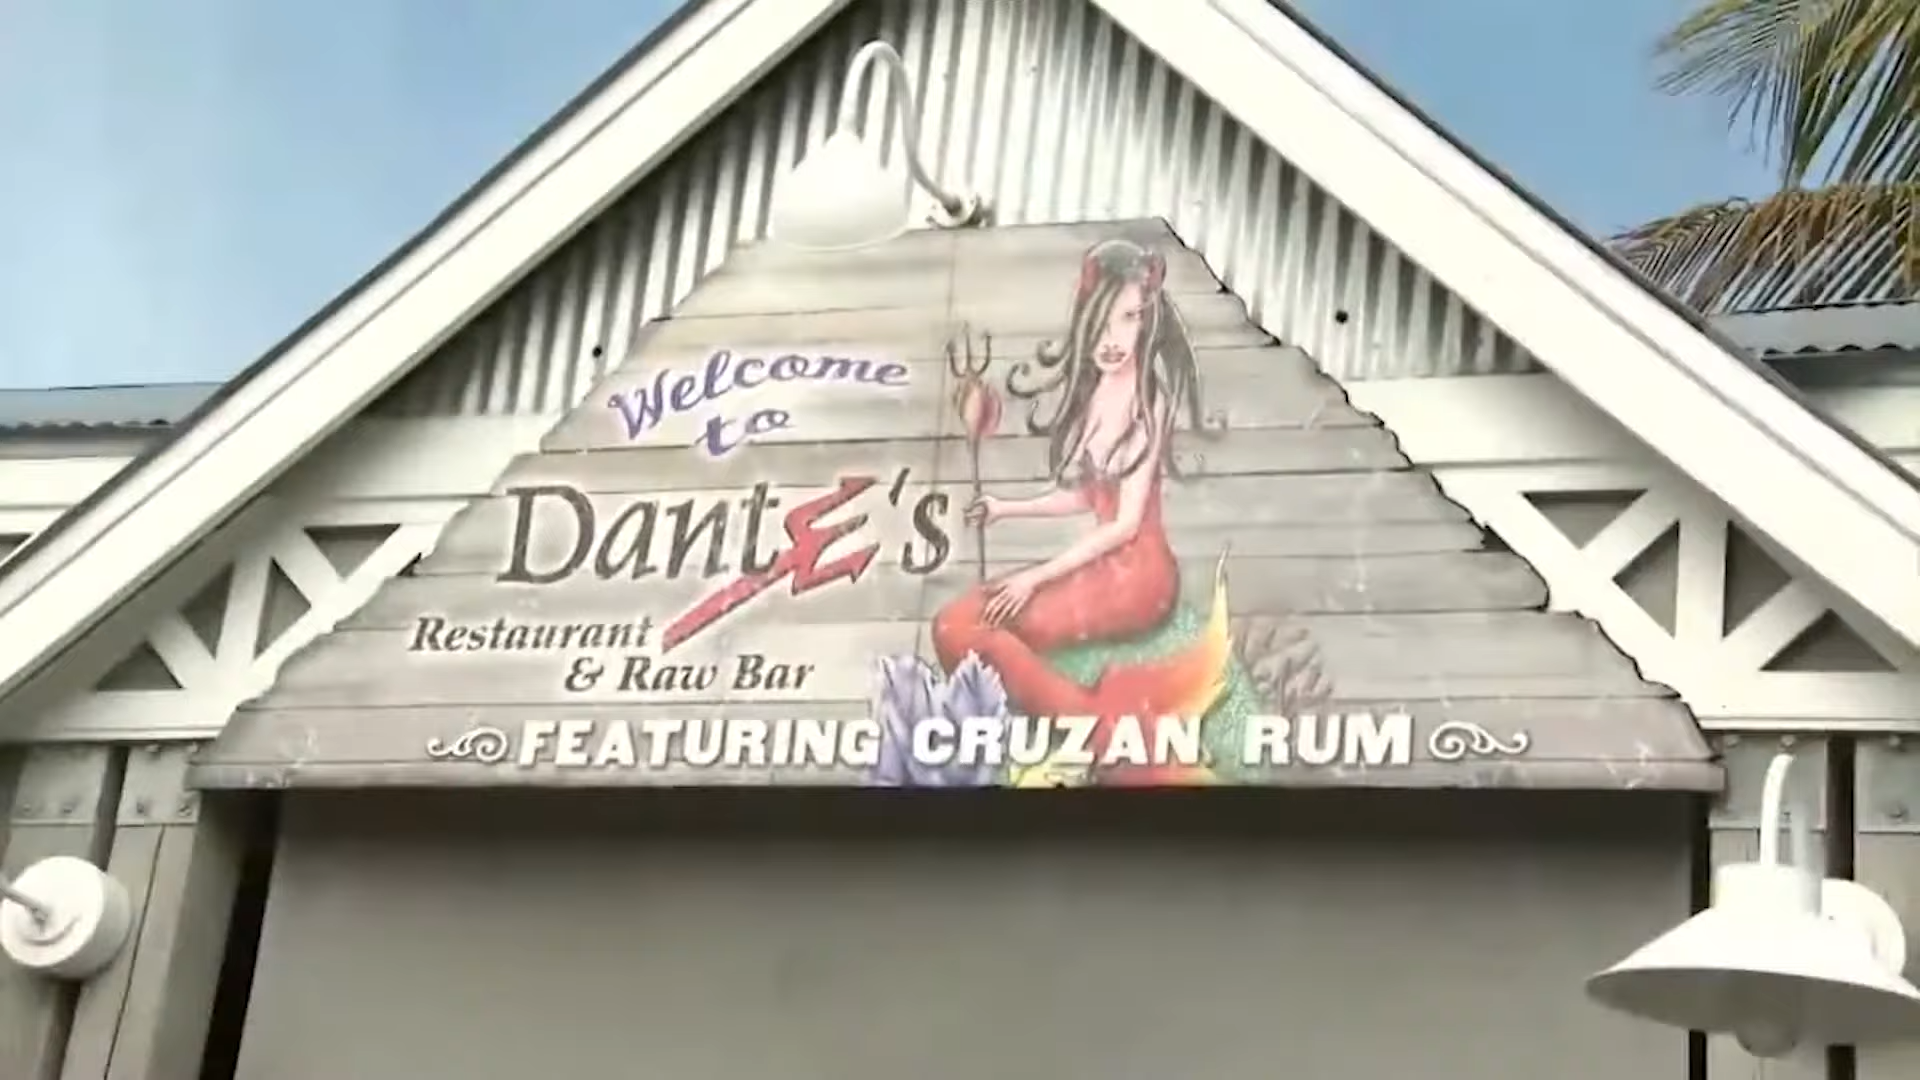 Welcome
to
DantE's
Restaurant
& Raw Bar
FEATURING CRUZAN RUM